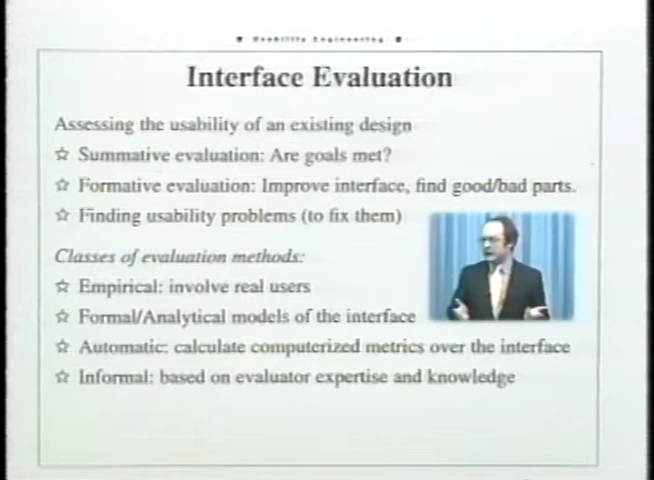 Usability Engineering
Interface Evaluation
Assessing the usability of an existing design
☆ Summative evaluation: Are goals met?
☆ Formative evaluation: Improve interface, find good/bad parts.
☆ Finding usability problems (to fix them)
Classes of evaluation methods:
☆ Empirical: involve real users
☆ Formal/Analytical models of the interface
☆ Automatic: calculate computerized metrics over the interface
☆ Informal: based on evaluator expertise and knowledge